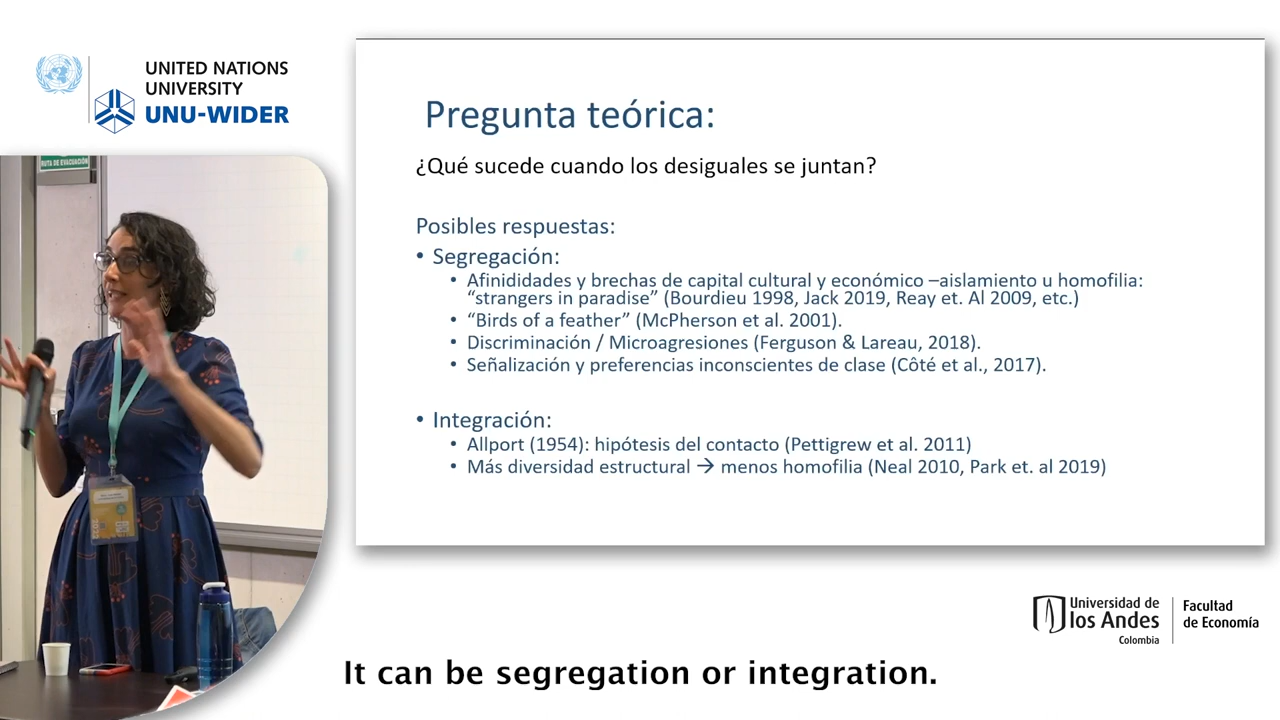 UNITED NATIONS
UNIVERSITY
UNU-WIDER
RUTA DE EVACUACIÓN
Pregunta teórica:
¿Qué sucede cuando los desiguales se juntan?
Posibles respuestas:
• Segregación:
• Afinididades y brechas de capital cultural y económico –aislamiento u homofilia:
“strangers in paradise” (Bourdieu 1998, Jack 2019, Reay et. Al 2009, etc.)
• “Birds of a feather” (McPherson et al. 2001).
• Discriminación / Microagresiones (Ferguson & Lareau, 2018).
• Señalización y preferencias inconscientes de clase (Côté et al., 2017).
• Integración:
• Allport (1954): hipótesis del contacto (Pettigrew et al. 2011)
• Más diversidad estructural → menos homofilia (Neal 2010, Park et. al 2019)
Universidad de
los Andes
Colombia
Facultad
de Economía
It can be segregation or integration.